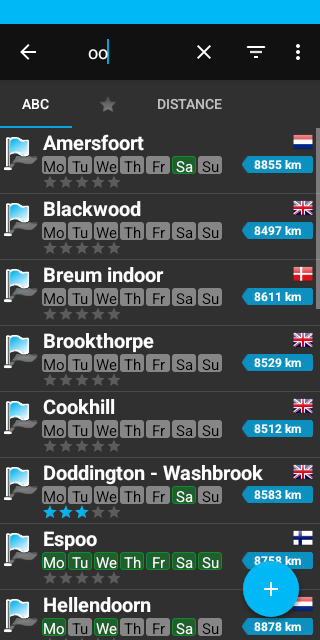 oo
ABC DISTANCE
Amersfoort
Mo Tu We Th Fr Sa Su 8855 km
Blackwood
Mo Tu We Th Fr Sa Su 8497 km
Breum indoor
Mo Tu We Th Fr Sa Su 8611 km
Brookthorpe
Mo Tu We Th Fr Sa Su 8529 km
Cookhill
Mo Tu We Th Fr Sa Su 8512 km
Doddington - Washbrook
Mo Tu We Th Fr Sa Su 8583 km
Espoo
Mo Tu We Th Fr Sa Su 8758 km
Hellendoorn
Mo Tu We Th Fr Sa Su 8878 km